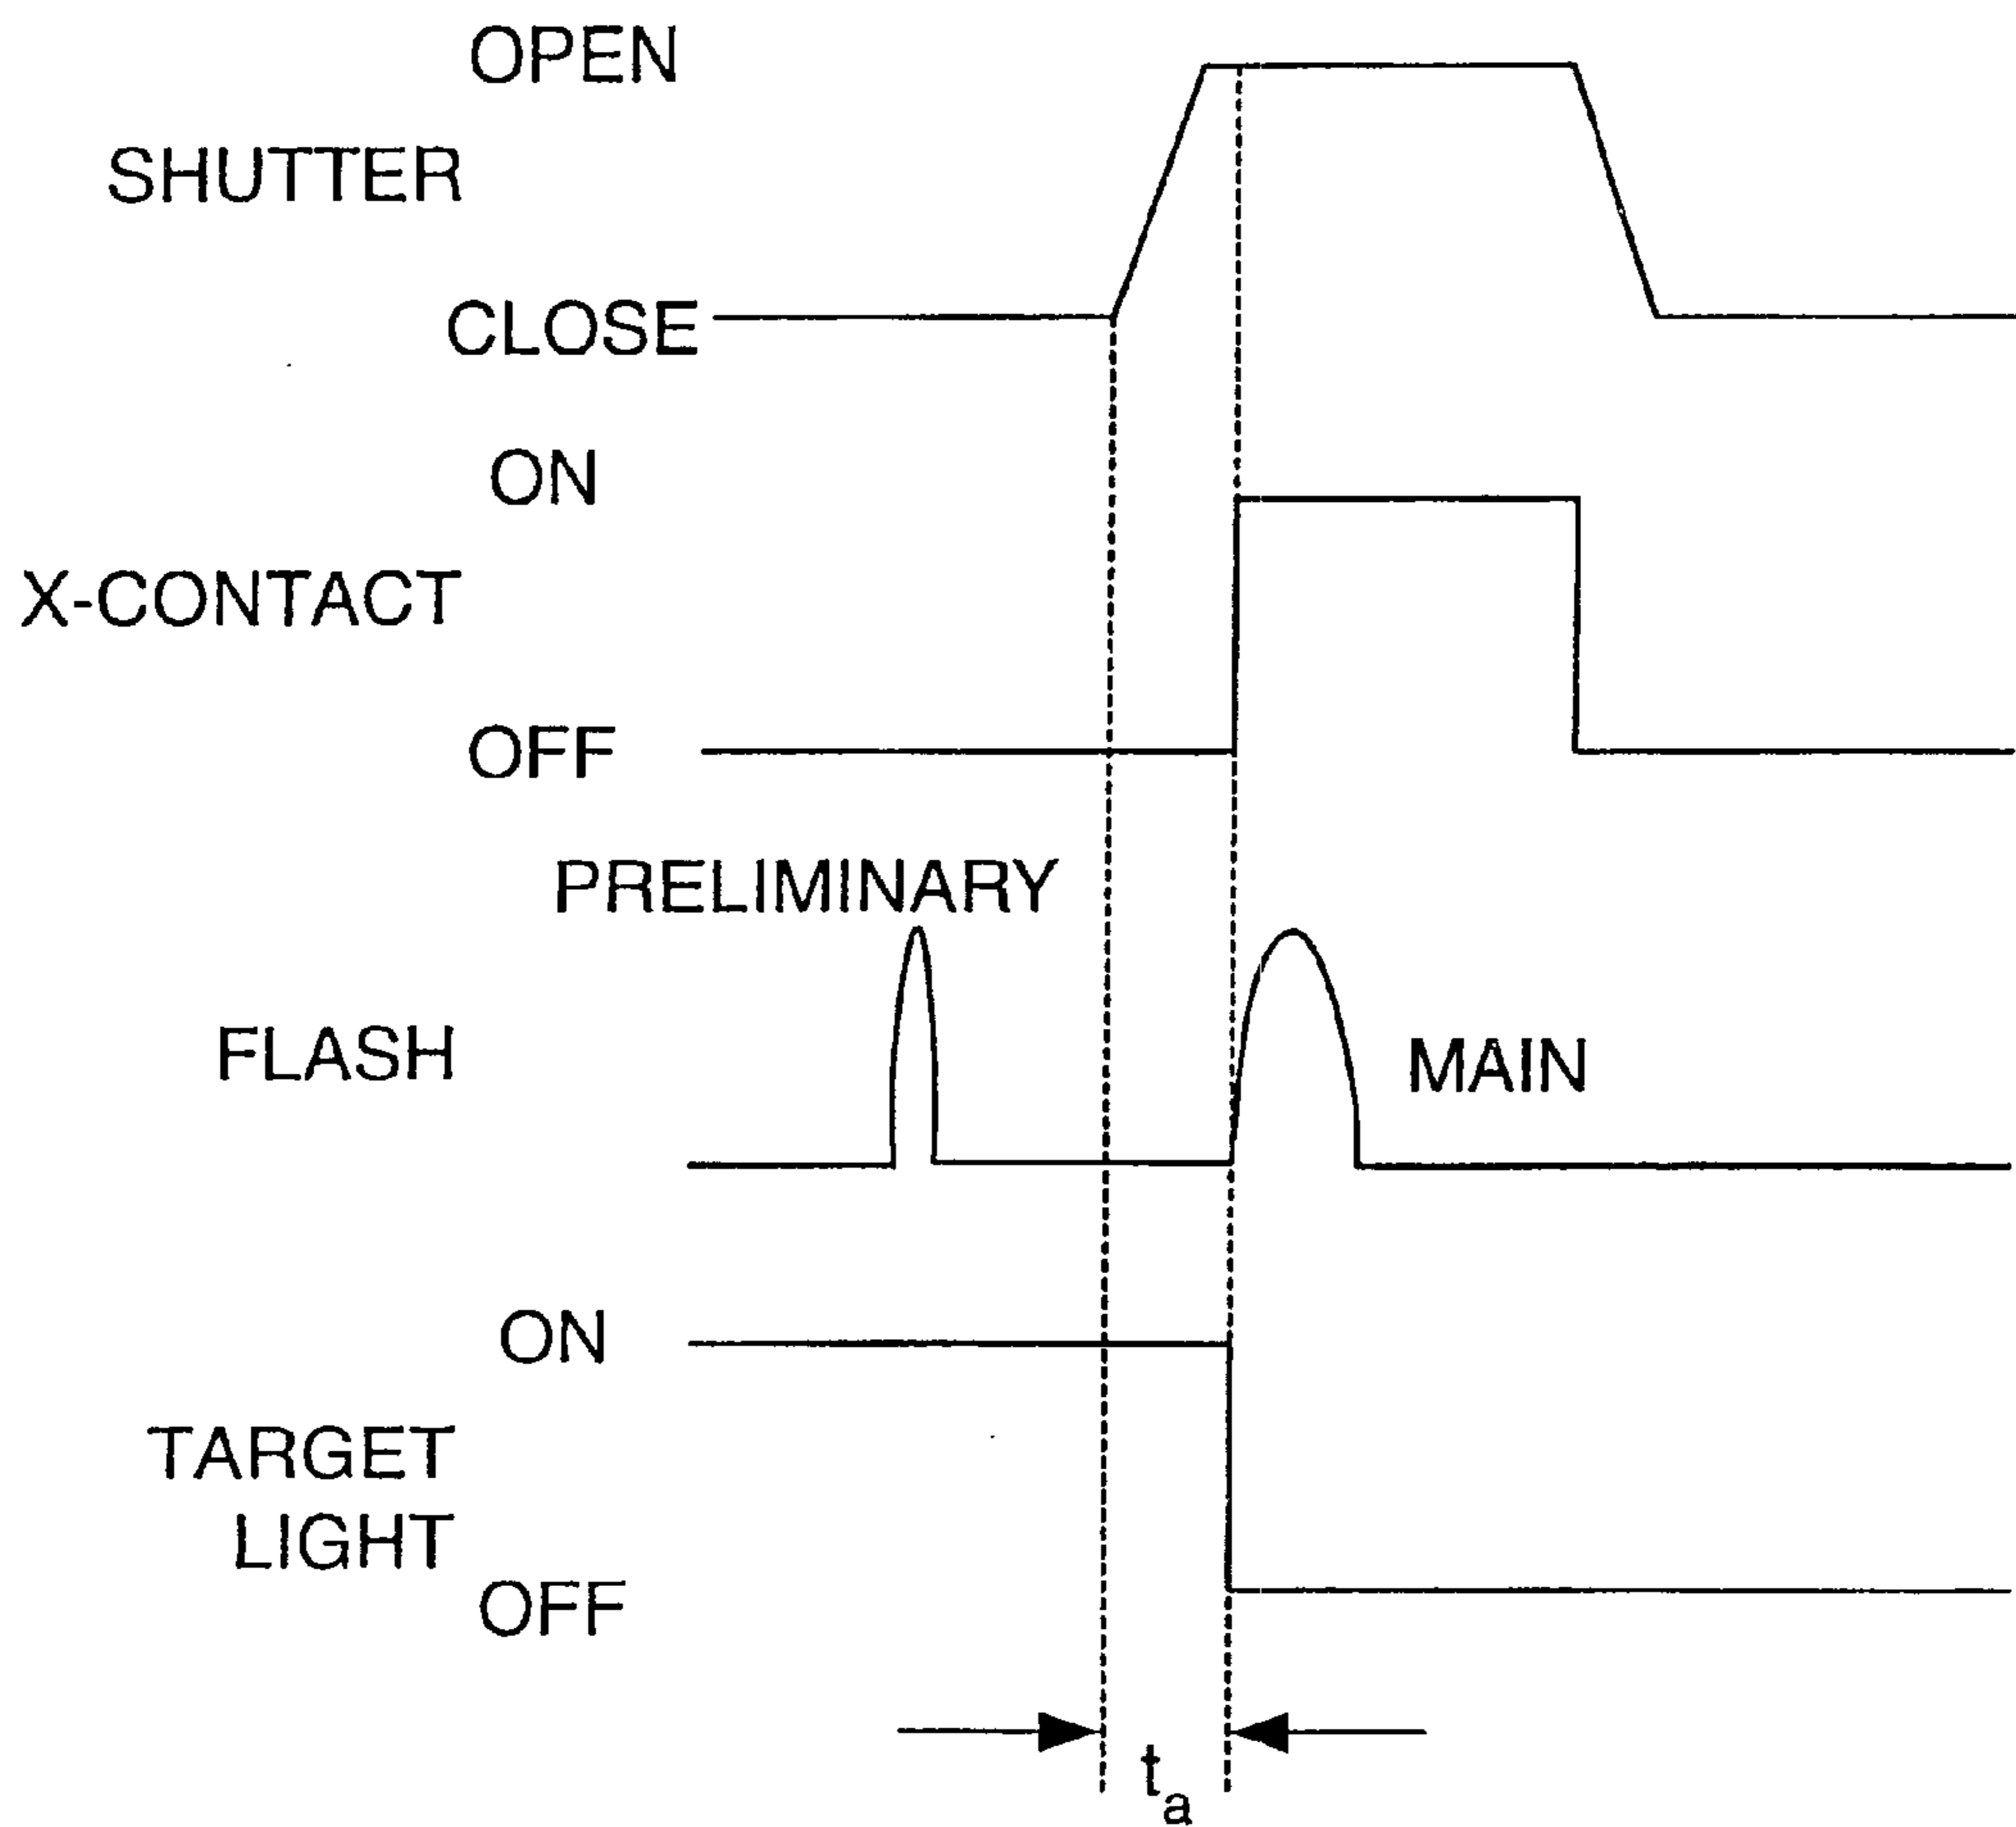 OPEN
SHUTTER
CLOSE
ON
X-CONTACT
OFF
PRELIMINARY
FLASH
MAIN
ON
TARGET
LIGHT
OFF
ta